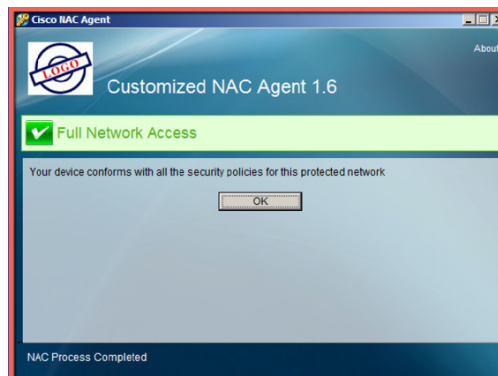 Cisco NAC Agent
About
LOGO
Customized NAC Agent 1.6
Full Network Access
Your device conforms with all the security policies for this protected network
OK
NAC Process Completed